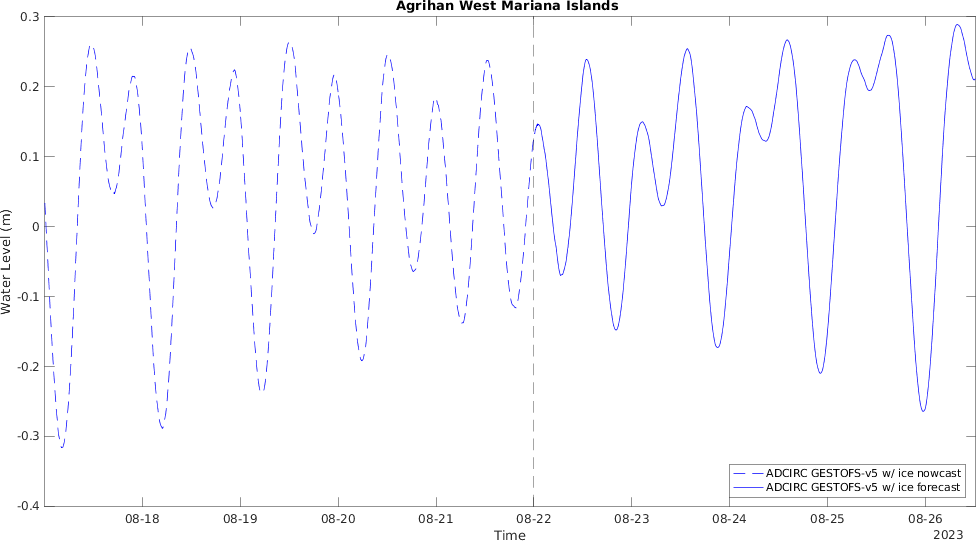 Agrihan West Mariana Islands
0.3
0.2
0.1
0
-0.1
-0.2
-0.3
-0.4
Water Level (m)
ADCIRC GESTOFS-v5 w/ ice nowcast
ADCIRC GESTOFS-v5 w/ ice forecast
08-18 08-19 08-20 08-21 08-22 08-23 08-24 08-25 08-26
Time
2023